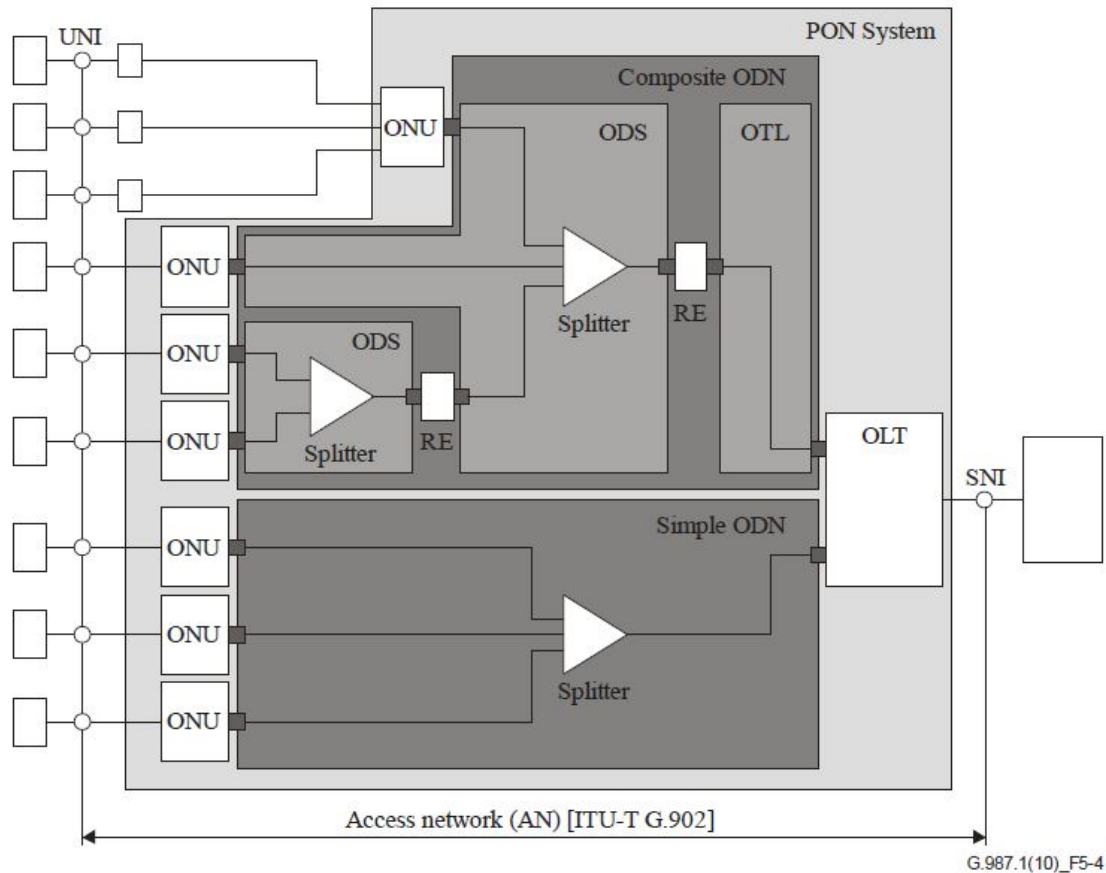 UNI
PON System
Composite ODN
ONU
ODS
OTL
ONU
Splitter
RE
ODS
ONU
ONU
Splitter
RE
OLT
SNI
Simple ODN
ONU
ONU
Splitter
ONU
Access network (AN) [ITU-T G.902]
G.987.1(10)_F5-4